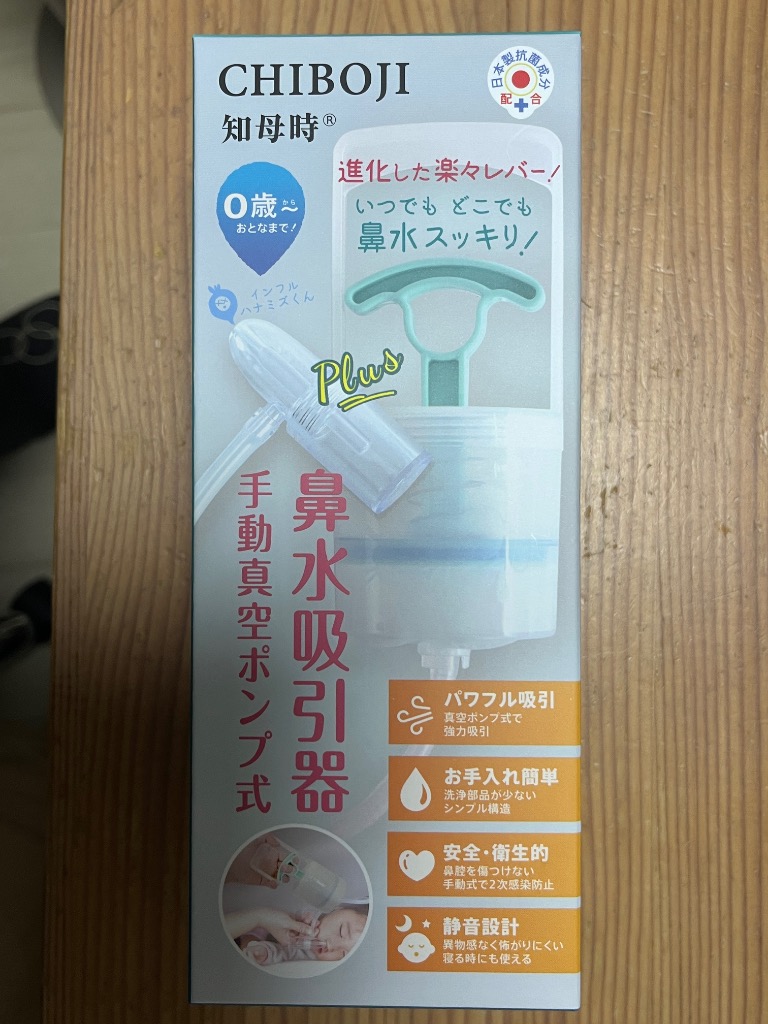 CHIBOJI
知母時®
日本製抗菌成分
配合
0歳から〜
おとなまで!
進化した楽々レバー!
いつでも どこでも
鼻水スッキリ!
インフル
ハナミズくん
Plus
鼻水吸引器
手動真空ポンプ式
パワフル吸引
真空ポンプ式で
強力吸引
お手入れ簡単
洗浄部品が少ない
シンプル構造
安全・衛生的
鼻腔を傷つけない
手動式で2次感染防止
静音設計
異物感なく怖がりにくい
寝る時にも使える